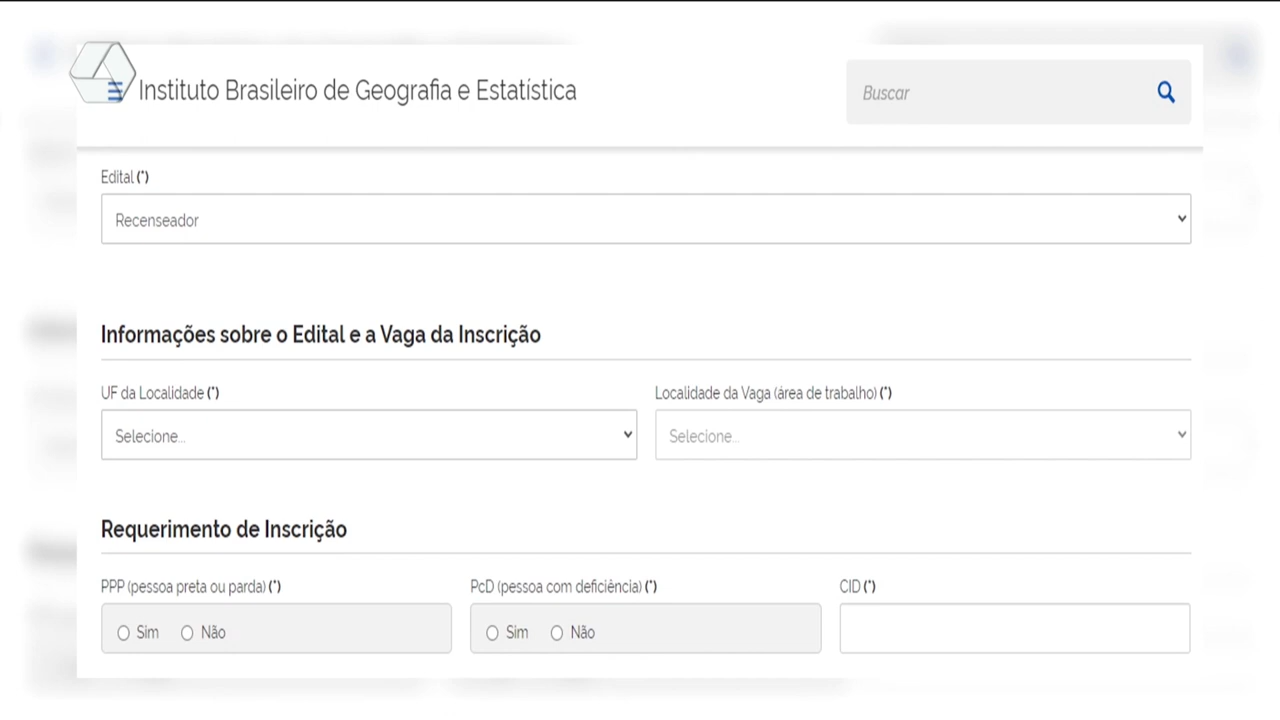 Instituto Brasileiro de Geografia e Estatística
Buscar
Edital (*)
Recenseador
Informações sobre o Edital e a Vaga da Inscrição
UF da Localidade (*)
Localidade da Vaga (área de trabalho) (*)
Selecione...
Selecione...
Requerimento de Inscrição
PPP (pessoa preta ou parda) (*)
PcD (pessoa com deficiência) (*)
CID (*)
Sim Não
Sim Não